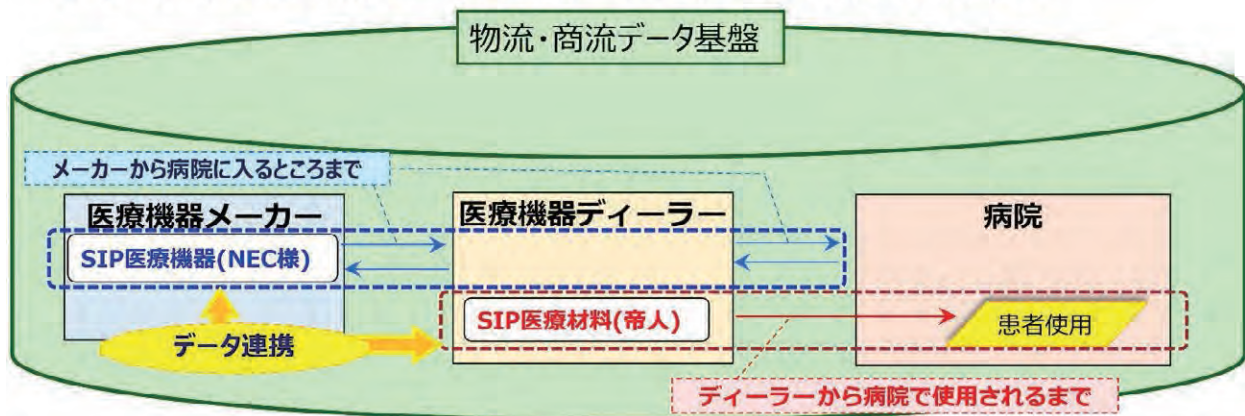 物流・商流データ基盤
メーカーから病院に入るところまで
医療機器メーカー
医療機器ディーラー
病院
SIP医療機器(NEC様)
SIP医療材料(帝人)
患者使用
データ連携
ディーラーから病院で使用されるまで